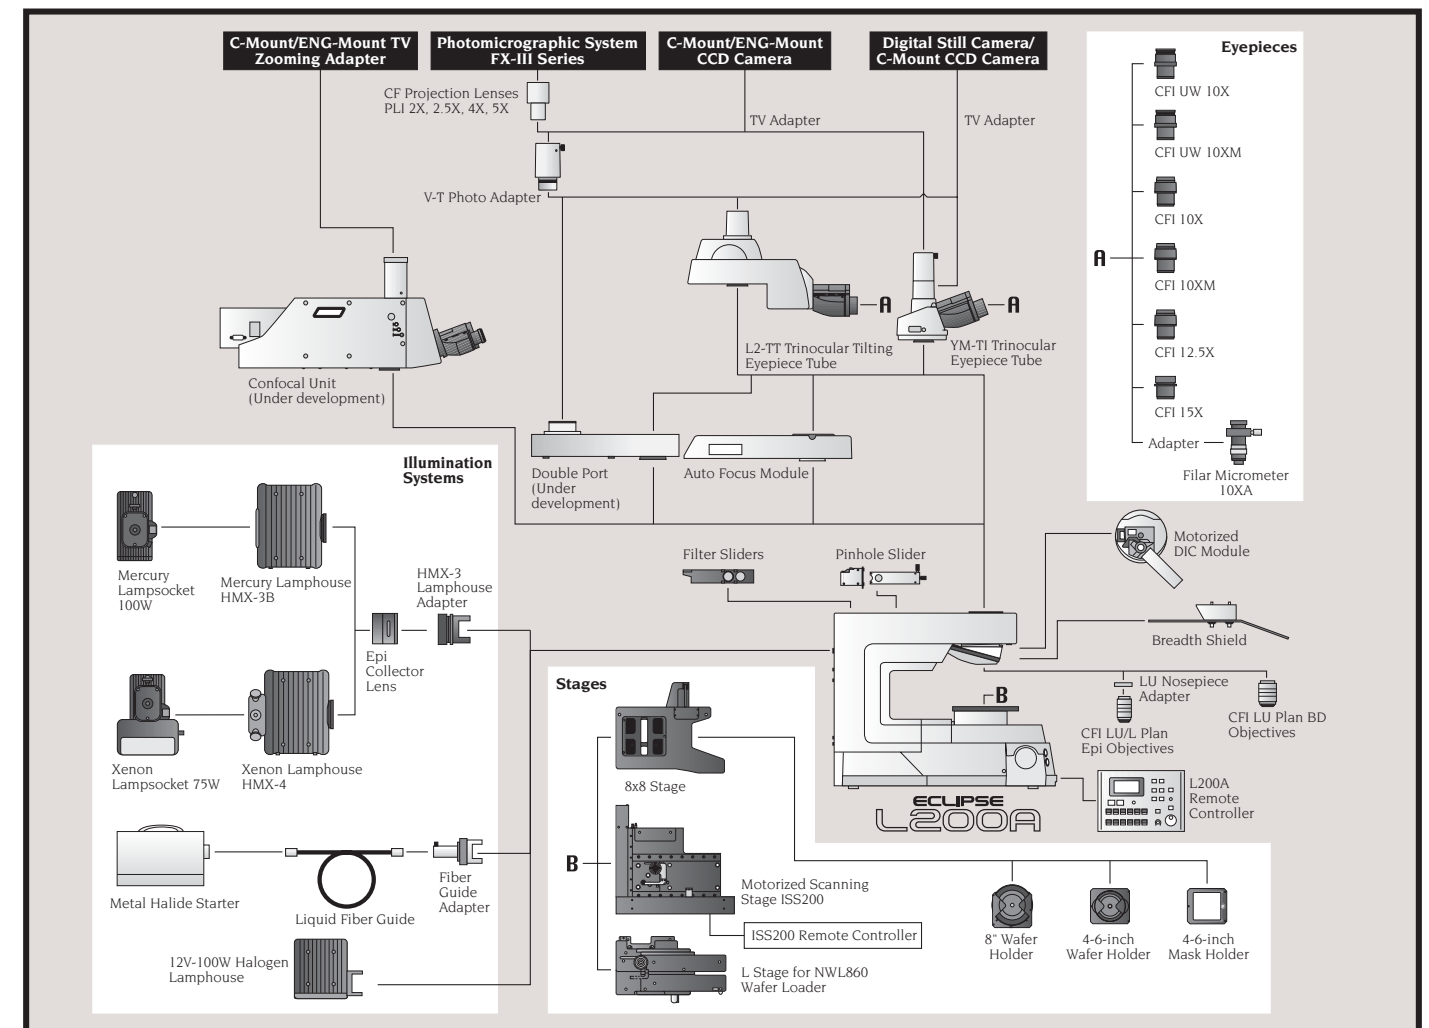 C-Mount/ENG-Mount TV
Zooming Adapter
Photomicrographic System
FX-III Series
C-Mount/ENG-Mount
CCD Camera
Digital Still Camera/
C-Mount CCD Camera
CF Projection Lenses
PLI 2X, 2.5X, 4X, 5X
TV Adapter
TV Adapter
V-T Photo Adapter
A
A
L2-TT Trinocular Tilting
Eyepiece Tube
YM-TI Trinocular
Eyepiece Tube
Confocal Unit
(Under development)
Double Port
(Under
development)
Auto Focus Module
Eyepieces
CFI UW 10X
CFI UW 10XM
CFI 10X
A
CFI 10XM
CFI 12.5X
CFI 15X
Adapter
Filar Micrometer
10XA
Illumination
Systems
Mercury
Lampsocket
100W
Mercury Lamphouse
HMX-3B
HMX-3
Lamphouse
Adapter
Epi
Collector
Lens
Xenon
Lampsocket 75W
Xenon Lamphouse
HMX-4
Metal Halide Starter
Liquid Fiber Guide
Fiber
Guide
Adapter
12V-100W Halogen
Lamphouse
Filter Sliders
Pinhole Slider
Motorized
DIC Module
Breadth Shield
LU Nosepiece
Adapter
CFI LU/L Plan
Epi Objectives
CFI LU Plan BD
Objectives
B
ECLIPSE
L200A
L200A
Remote
Controller
Stages
8x8 Stage
B
Motorized Scanning
Stage ISS200
ISS200 Remote Controller
L Stage for NWL860
Wafer Loader
8" Wafer
Holder
4-6-inch
Wafer Holder
4-6-inch
Mask Holder